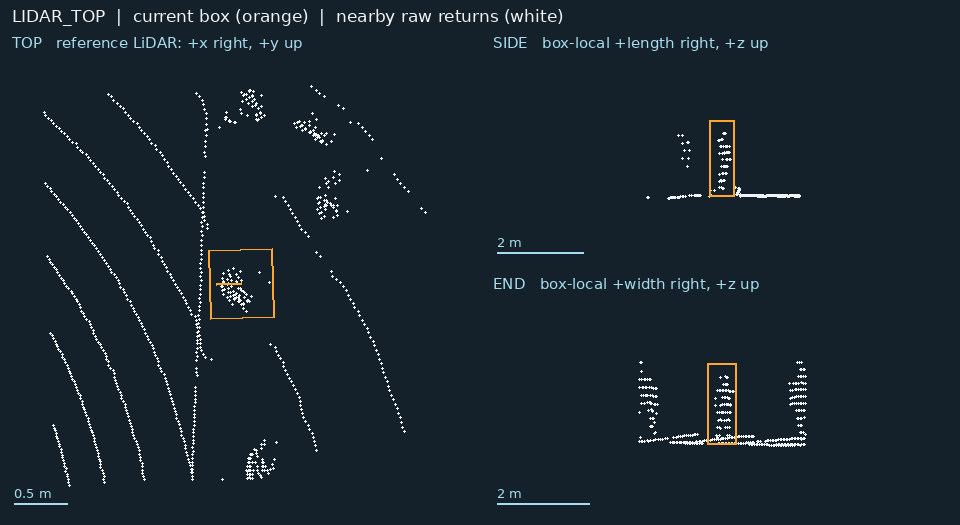 LIDAR_TOP | current box (orange) | nearby raw returns (white)
TOP reference LiDAR: +x right, +y up
SIDE box-local +length right, +z up
2 m
END box-local +width right, +z up
0.5 m
2 m